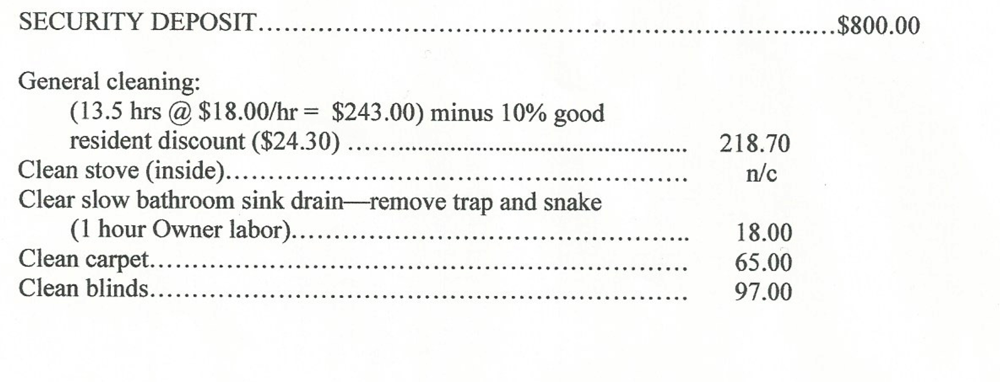 SECURITY DEPOSIT.......................................................................$800.00
General cleaning:
(13.5 hrs @ $18.00/hr = $243.00) minus 10% good
resident discount ($24.30) ...................................................... 218.70
Clean stove (inside)....................................................... n/c
Clear slow bathroom sink drain—remove trap and snake
(1 hour Owner labor)................................................. 18.00
Clean carpet.................................................................. 65.00
Clean blinds.................................................................. 97.00